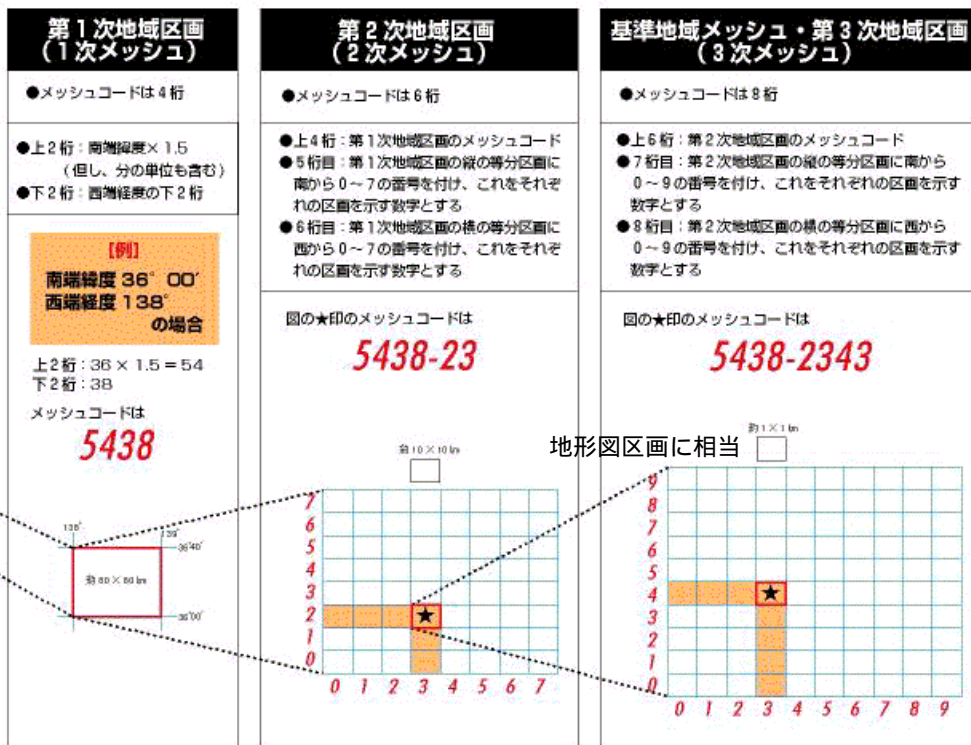 第1次地域区画
(1次メッシュ)
●メッシュコードは4桁
●上2桁：南端緯度×1.5
(但し、分の単位も含む)
●下2桁：西端経度の下2桁
[例]
南端緯度 36°00′
西端経度 138°
の場合
上2桁：36×1.5＝54
下2桁：38
メッシュコードは
5438
138°
139°
36°40′
約80×80km
36°00′
第2次地域区画
(2次メッシュ)
●メッシュコードは6桁
●上4桁：第1次地域区画のメッシュコード
●5桁目：第1次地域区画の縦の等分区画に
南から0～7の番号を付け、これをそれぞ
れの区画を示す数字とする
●6桁目：第1次地域区画の横の等分区画に
西から0～7の番号を付け、これをそれぞ
れの区画を示す数字とする
図の★印のメッシュコードは
5438-23
約10×10km
7
6
5
4
3
2
1
0
★
0 1 2 3 4 5 6 7
基準地域メッシュ・第3次地域区画
(3次メッシュ)
●メッシュコードは8桁
●上6桁：第2次地域区画のメッシュコード
●7桁目：第2次地域区画の縦の等分区画に南から
0～9の番号を付け、これをそれぞれの区画を示す
数字とする
●8桁目：第2次地域区画の横の等分区画に西から
0～9の番号を付け、これをそれぞれの区画を示す
数字とする
図の★印のメッシュコードは
5438-2343
約1×1km
地形図区画に相当
9
8
7
6
5
4
3
2
1
0
★
0 1 2 3 4 5 6 7 8 9